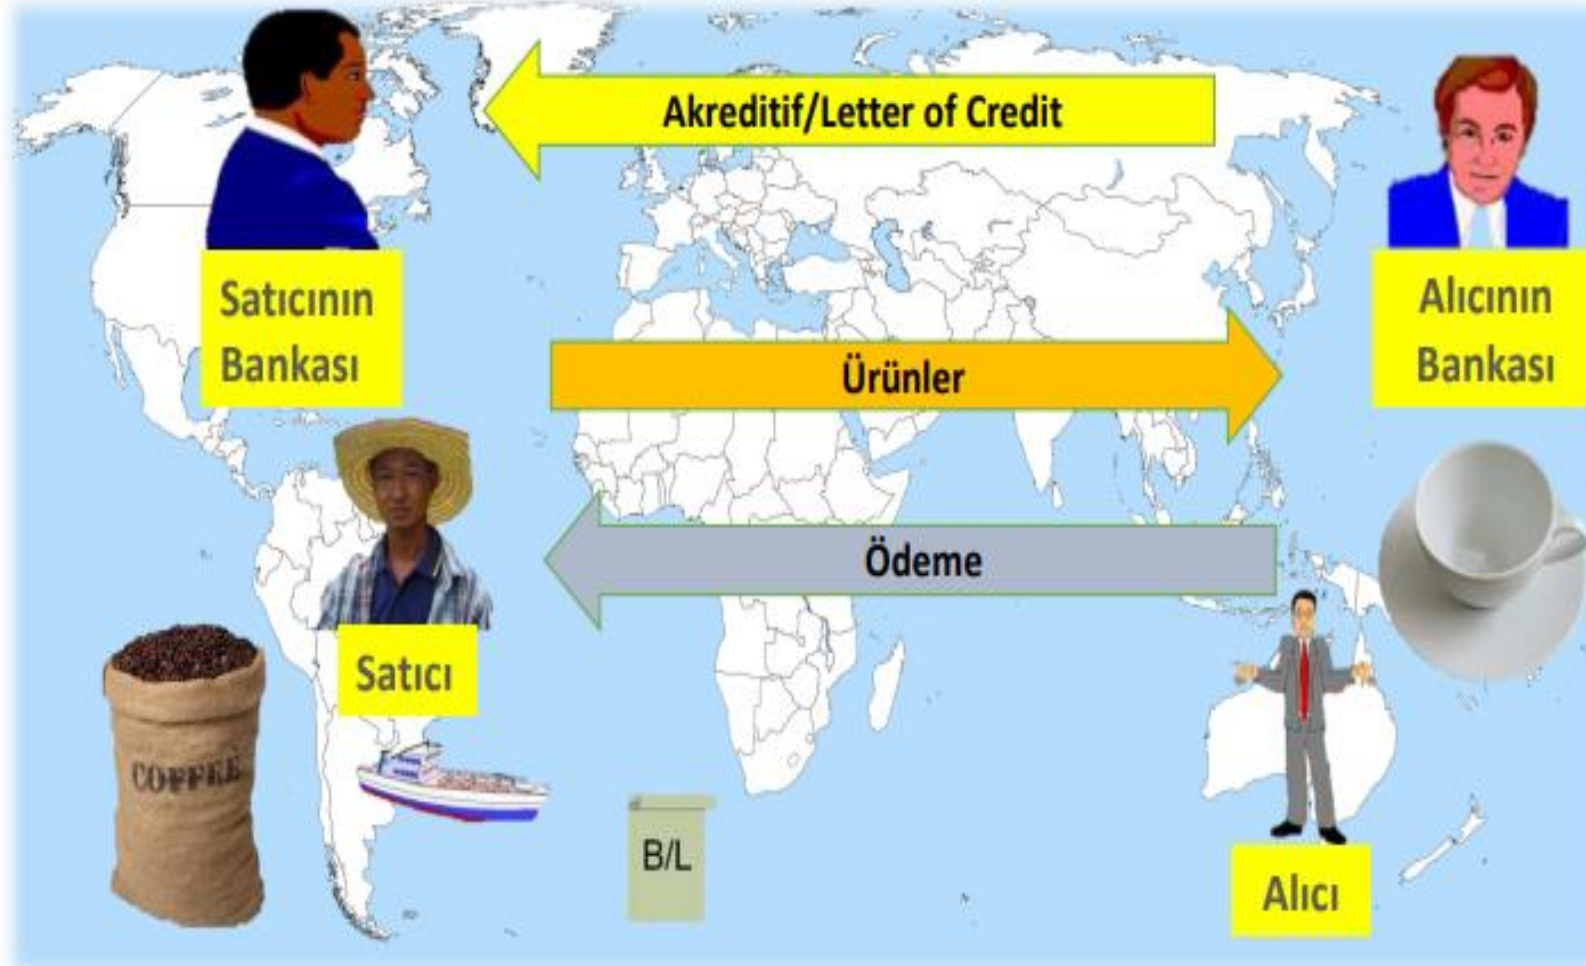 Akreditif/Letter of Credit
Satıcının
Bankası
Alıcının
Bankası
Ürünler
Ödeme
Satıcı
COFFEE
B/L
Alıcı